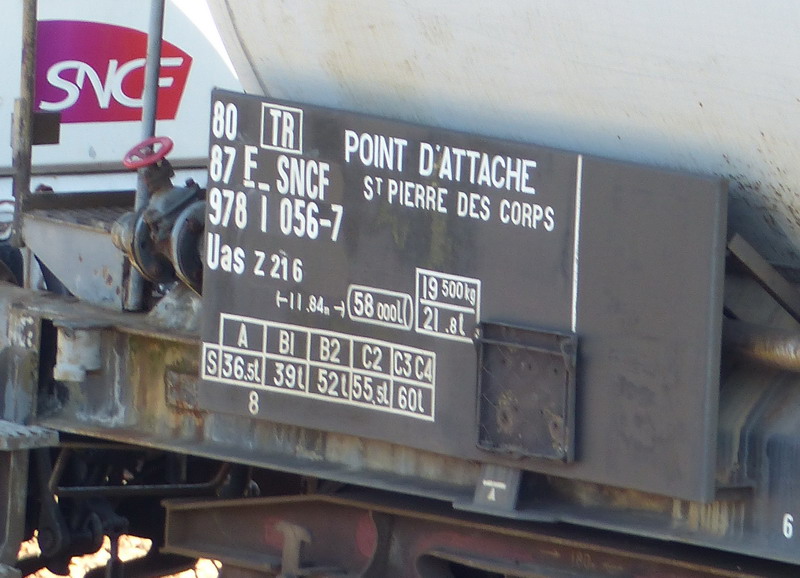 SNCF
80 TR
87 F SNCF
978 1 056-7
Uas Z 216
POINT D'ATTACHE
ST PIERRE DES CORPS
11.84m
58 000l
19 500kg
21.8t
A B1 B2 C2 C3 C4
S 36.5t 39t 52t 55.5t 60t
8
A
6